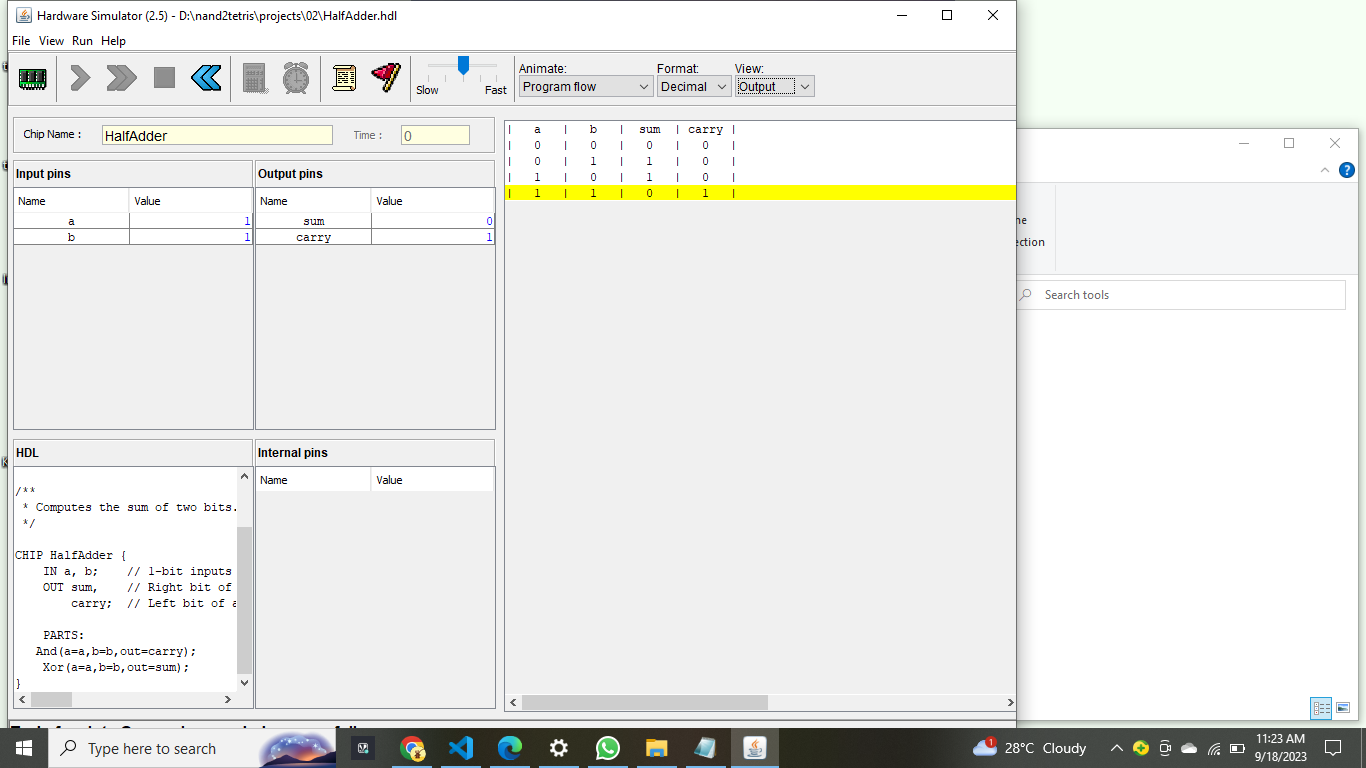 Hardware Simulator (2.5) - D:\nand2tetris\projects\02\HalfAdder.hdl
File View Run Help
Slow
Fast
Animate:
Program flow
Format:
Decimal
View:
Output
Chip Name :
HalfAdder
Time :
0
Input pins
Name Value
a 1
b 1
Output pins
Name Value
sum 0
carry 1
HDL
/**
* Computes the sum of two bits.
*/
CHIP HalfAdder {
IN a, b; // 1-bit inputs
OUT sum, // Right bit of
carry; // Left bit of a
PARTS:
And(a=a,b=b,out=carry);
Xor(a=a,b=b,out=sum);
}
Internal pins
Name Value
| a | b | sum | carry |
| 0 | 0 | 0 | 0 |
| 0 | 1 | 1 | 0 |
| 1 | 0 | 1 | 0 |
| 1 | 1 | 0 | 1 |
ection
Search tools
Type here to search
1
28°C Cloudy
11:23 AM
9/18/2023